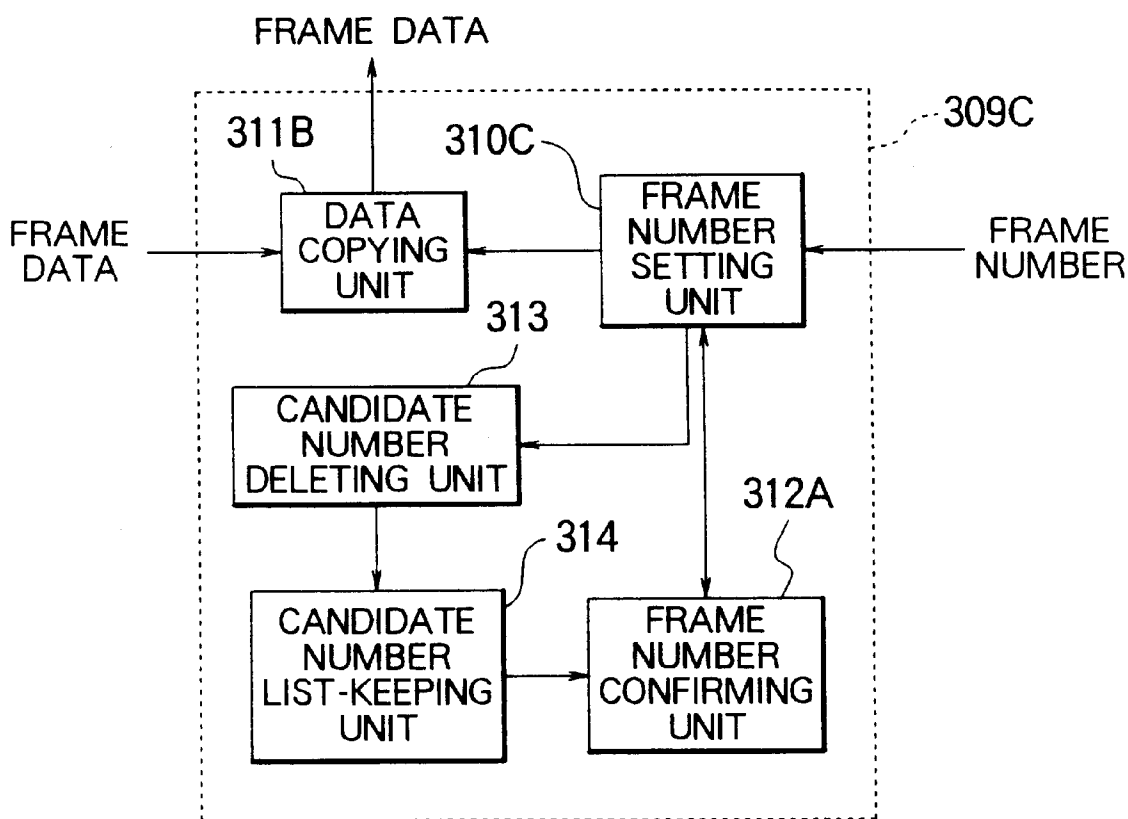 FRAME DATA
309C
311B
310C
FRAME
DATA
DATA
COPYING
UNIT
FRAME
NUMBER
SETTING
UNIT
FRAME
NUMBER
313
CANDIDATE
NUMBER
DELETING UNIT
312A
314
CANDIDATE
NUMBER
LIST-KEEPING
UNIT
FRAME
NUMBER
CONFIRMING
UNIT